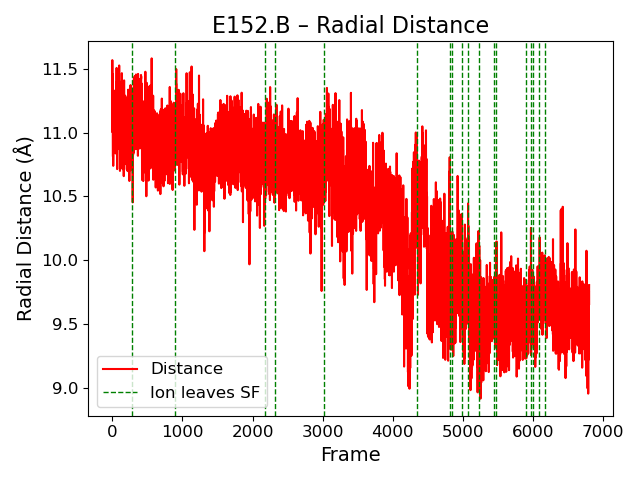 E152.B – Radial Distance
Radial Distance (Å)
11.5
11.0
10.5
10.0
9.5
9.0
Distance
Ion leaves SF
0 1000 2000 3000 4000 5000 6000 7000
Frame